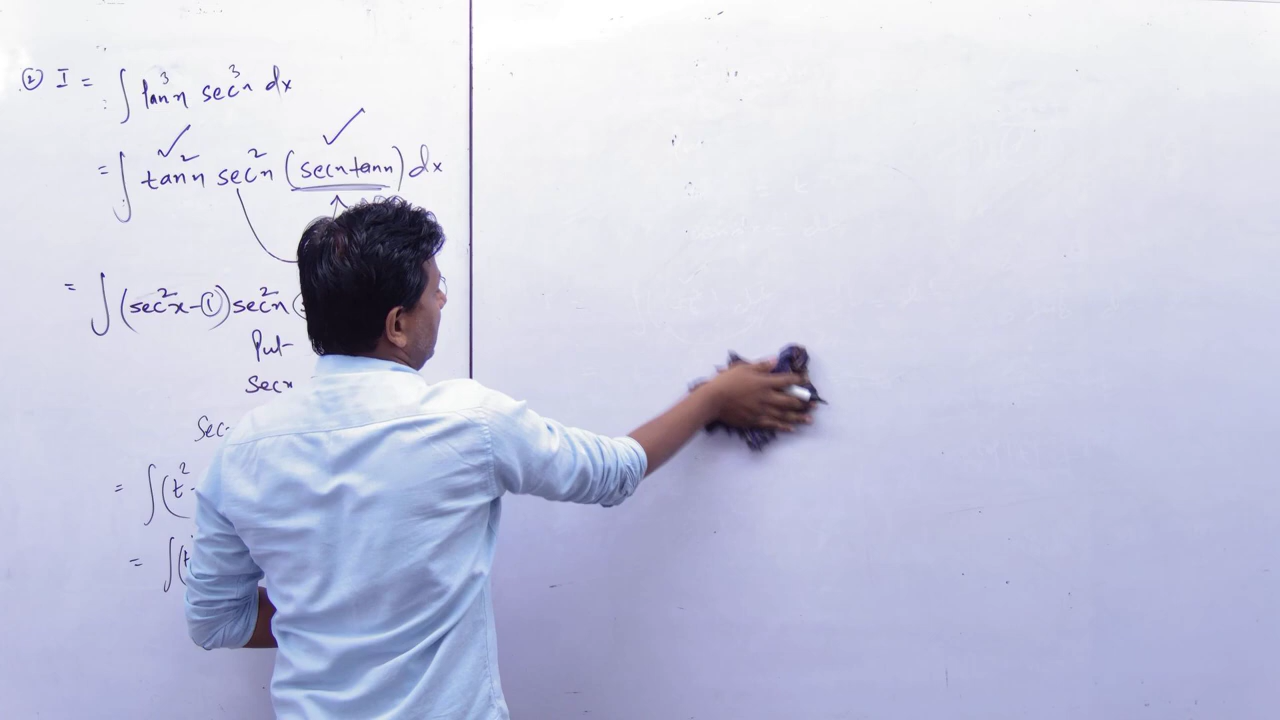 ② I = ∫ tan³x sec³x dx
= ∫ tan²x sec²x (secx tanx) dx
= ∫ (sec²x-①) sec²x (
Put
secx
sec
= ∫(t²-
= ∫(t